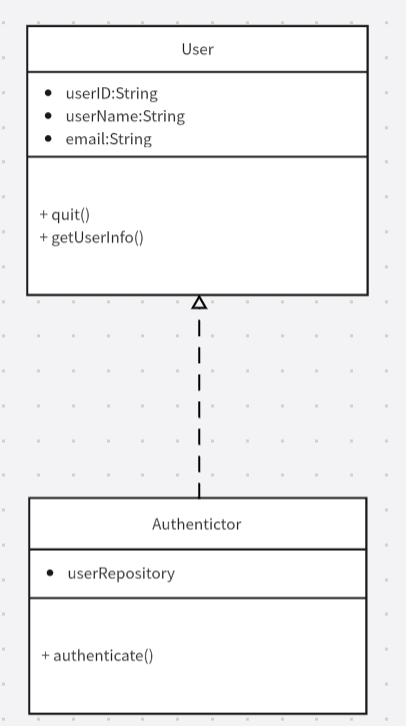 User
• userID:String
• userName:String
• email:String
+ quit()
+ getUserInfo()
Authentictor
• userRepository
+ authenticate()